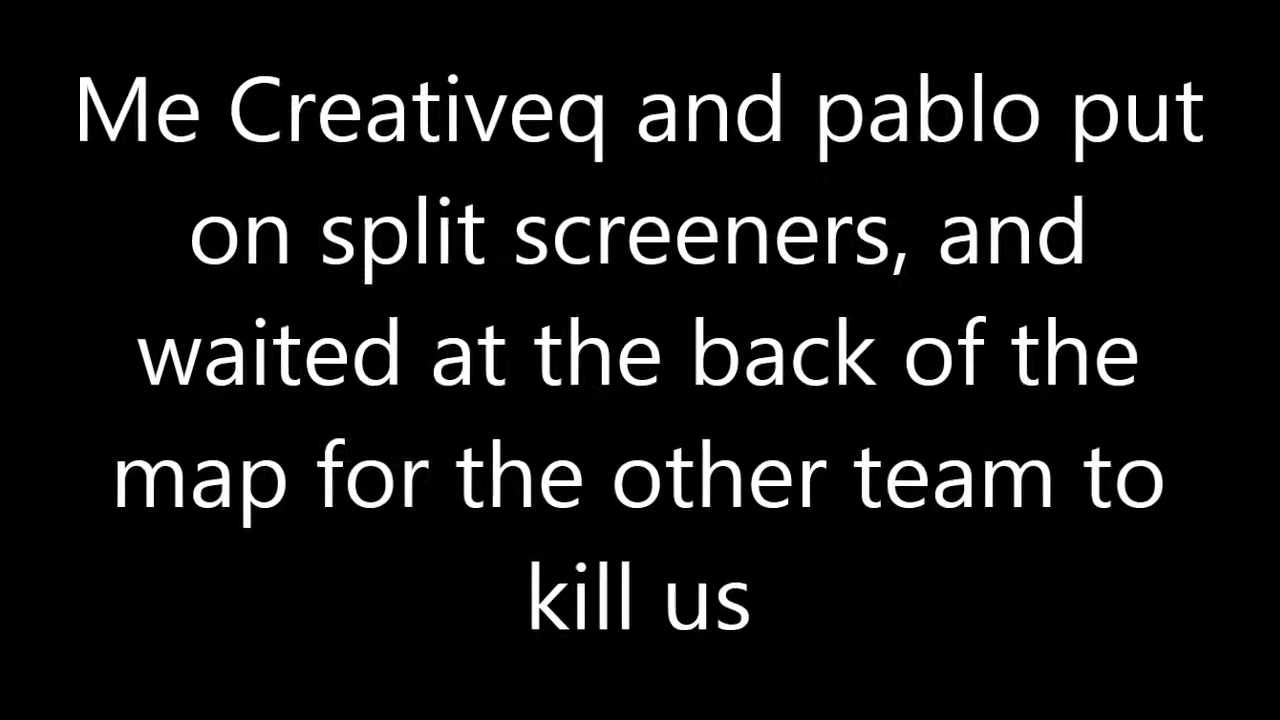 Me Creativeq and pablo put
on split screeners, and
waited at the back of the
map for the other team to
kill us